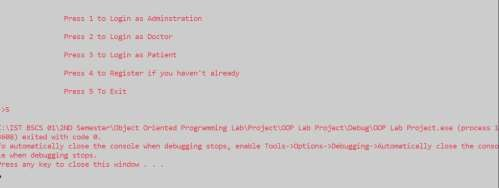 Press 1 to Login as Adminstration
Press 2 to Login as Doctor
Press 3 to Login as Patient
Press 4 to Register if you haven't already
Press 5 To Exit
>5
:\IST BSCS 01\2ND Semester\Object Oriented Programming Lab\Project\OOP Lab Project\Debug\OOP Lab Project.exe (process 1
8608) exited with code 0.
o automatically close the console when debugging stops, enable Tools->Options->Debugging->Automatically close the conso
le when debugging stops.
Press any key to close this window . . .